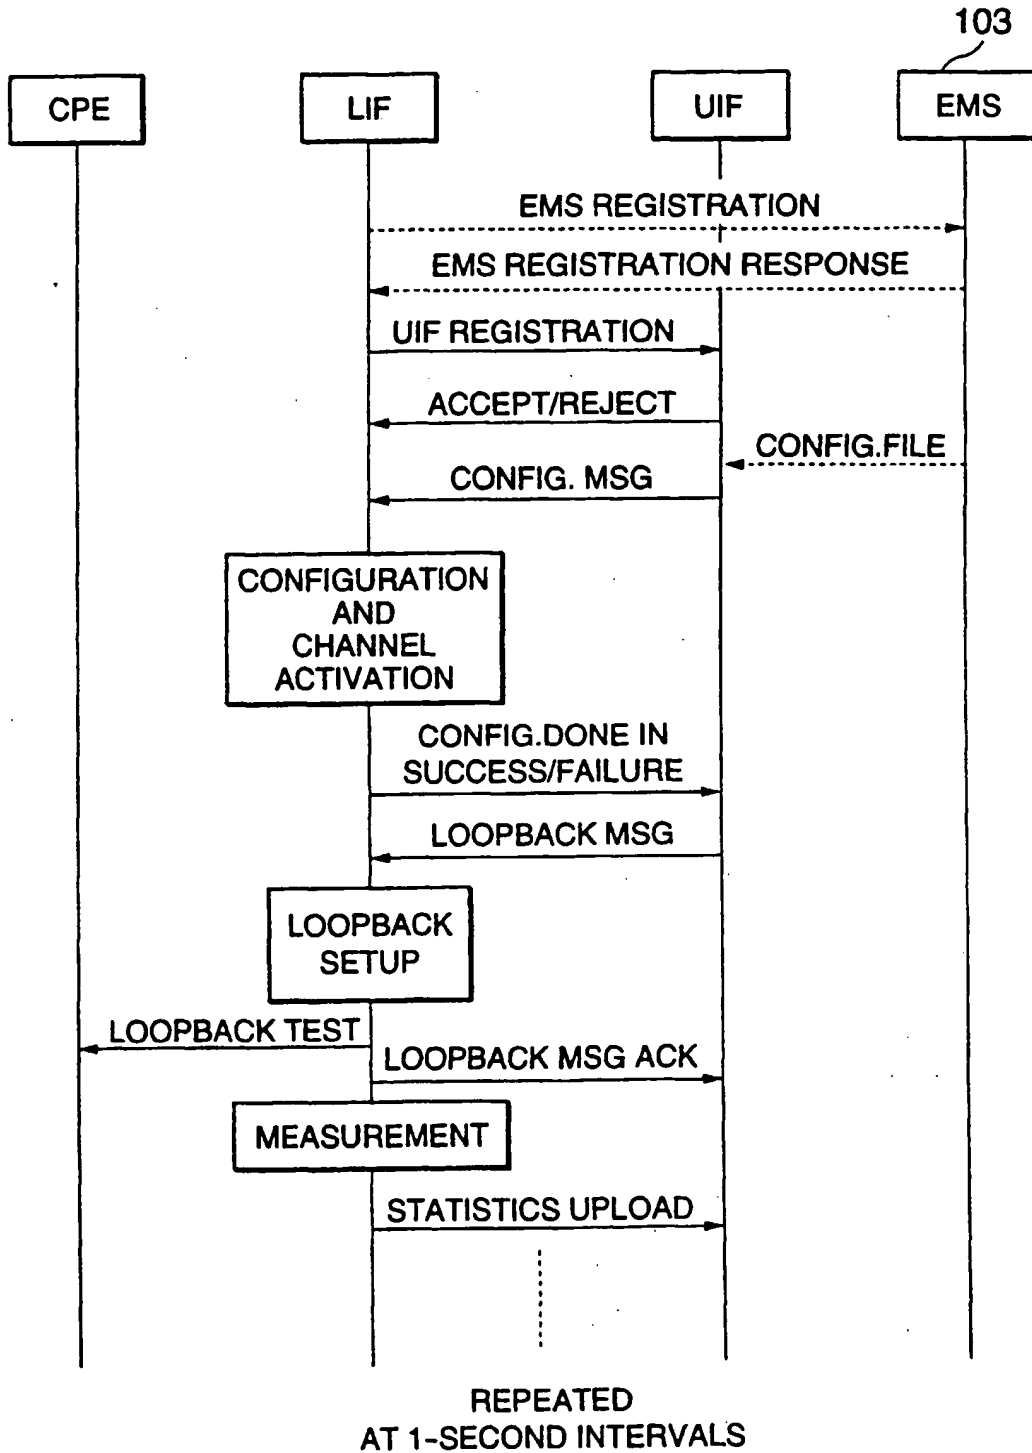 103
CPE
LIF
UIF
EMS
EMS REGISTRATION
EMS REGISTRATION RESPONSE
UIF REGISTRATION
ACCEPT/REJECT
CONFIG.FILE
CONFIG. MSG
CONFIGURATION
AND
CHANNEL
ACTIVATION
CONFIG.DONE IN
SUCCESS/FAILURE
LOOPBACK MSG
LOOPBACK
SETUP
LOOPBACK TEST
LOOPBACK MSG ACK
MEASUREMENT
STATISTICS UPLOAD
REPEATED
AT 1-SECOND INTERVALS